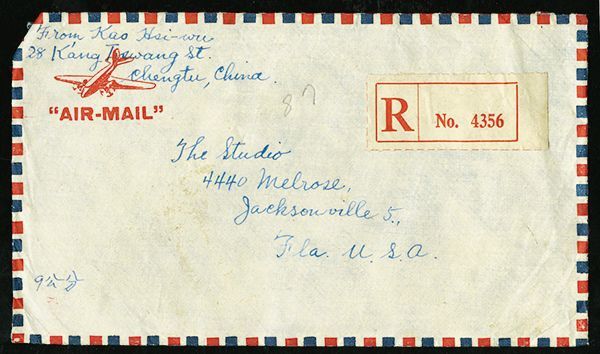 From Kao Hsi-wu
28 Kang Tsewang St.
Chengtu, China.
"AIR-MAIL"
87
R No. 4356
The Studio
4440 Melrose,
Jacksonville 5.,
Fla. U. S. A.